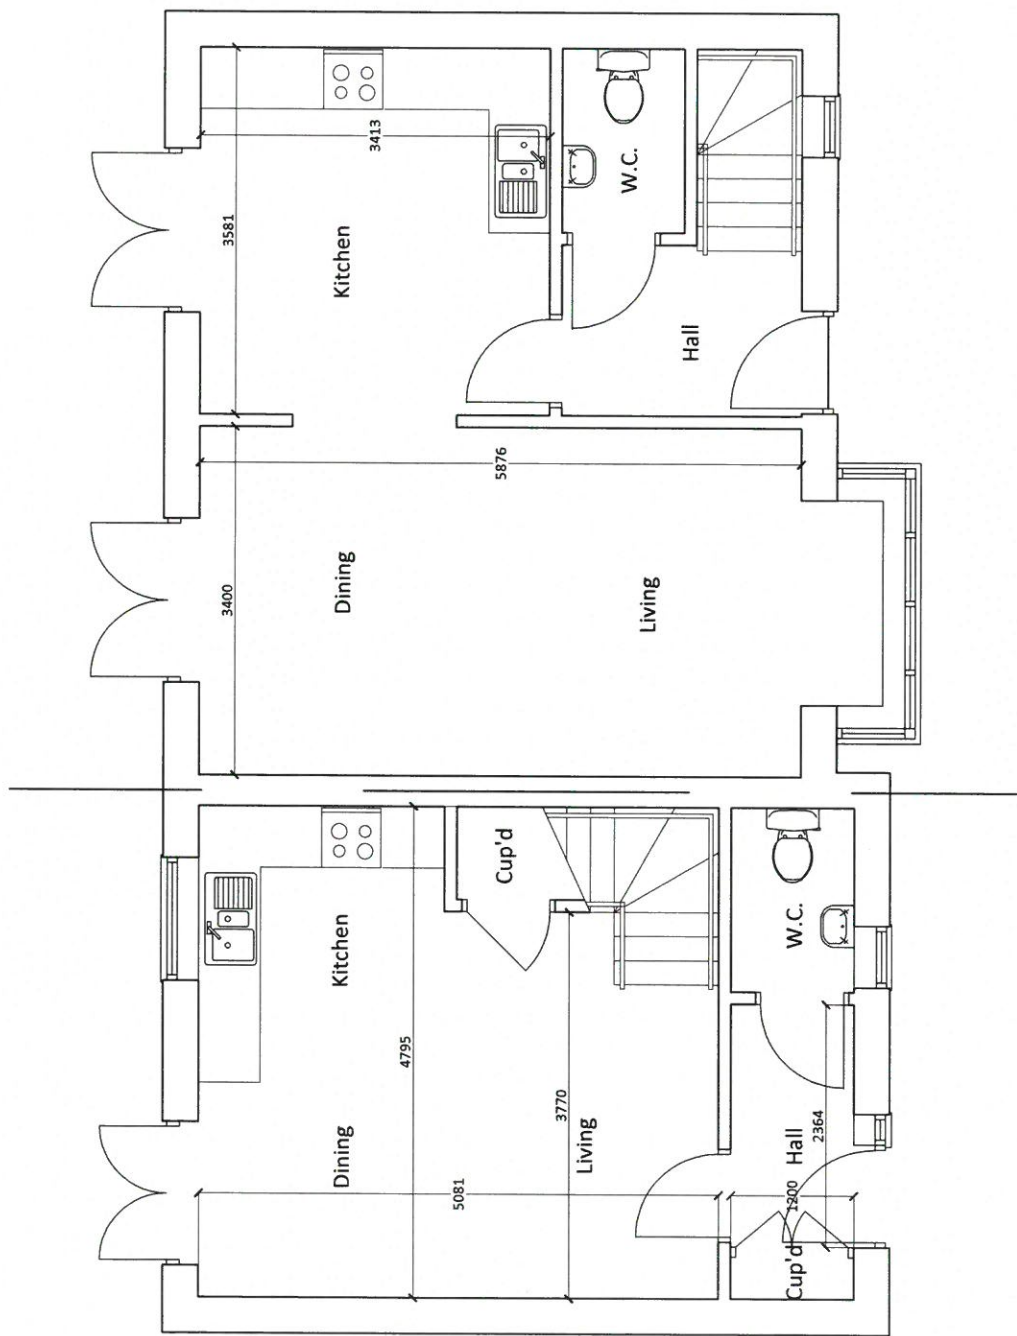 3413
3581
Kitchen
W.C.
Hall
5876
3400
Dining
Living
Cup'd
Kitchen
W.C.
4795
3770
Dining
Living
Hall
2364
5081
1200
Cup'd